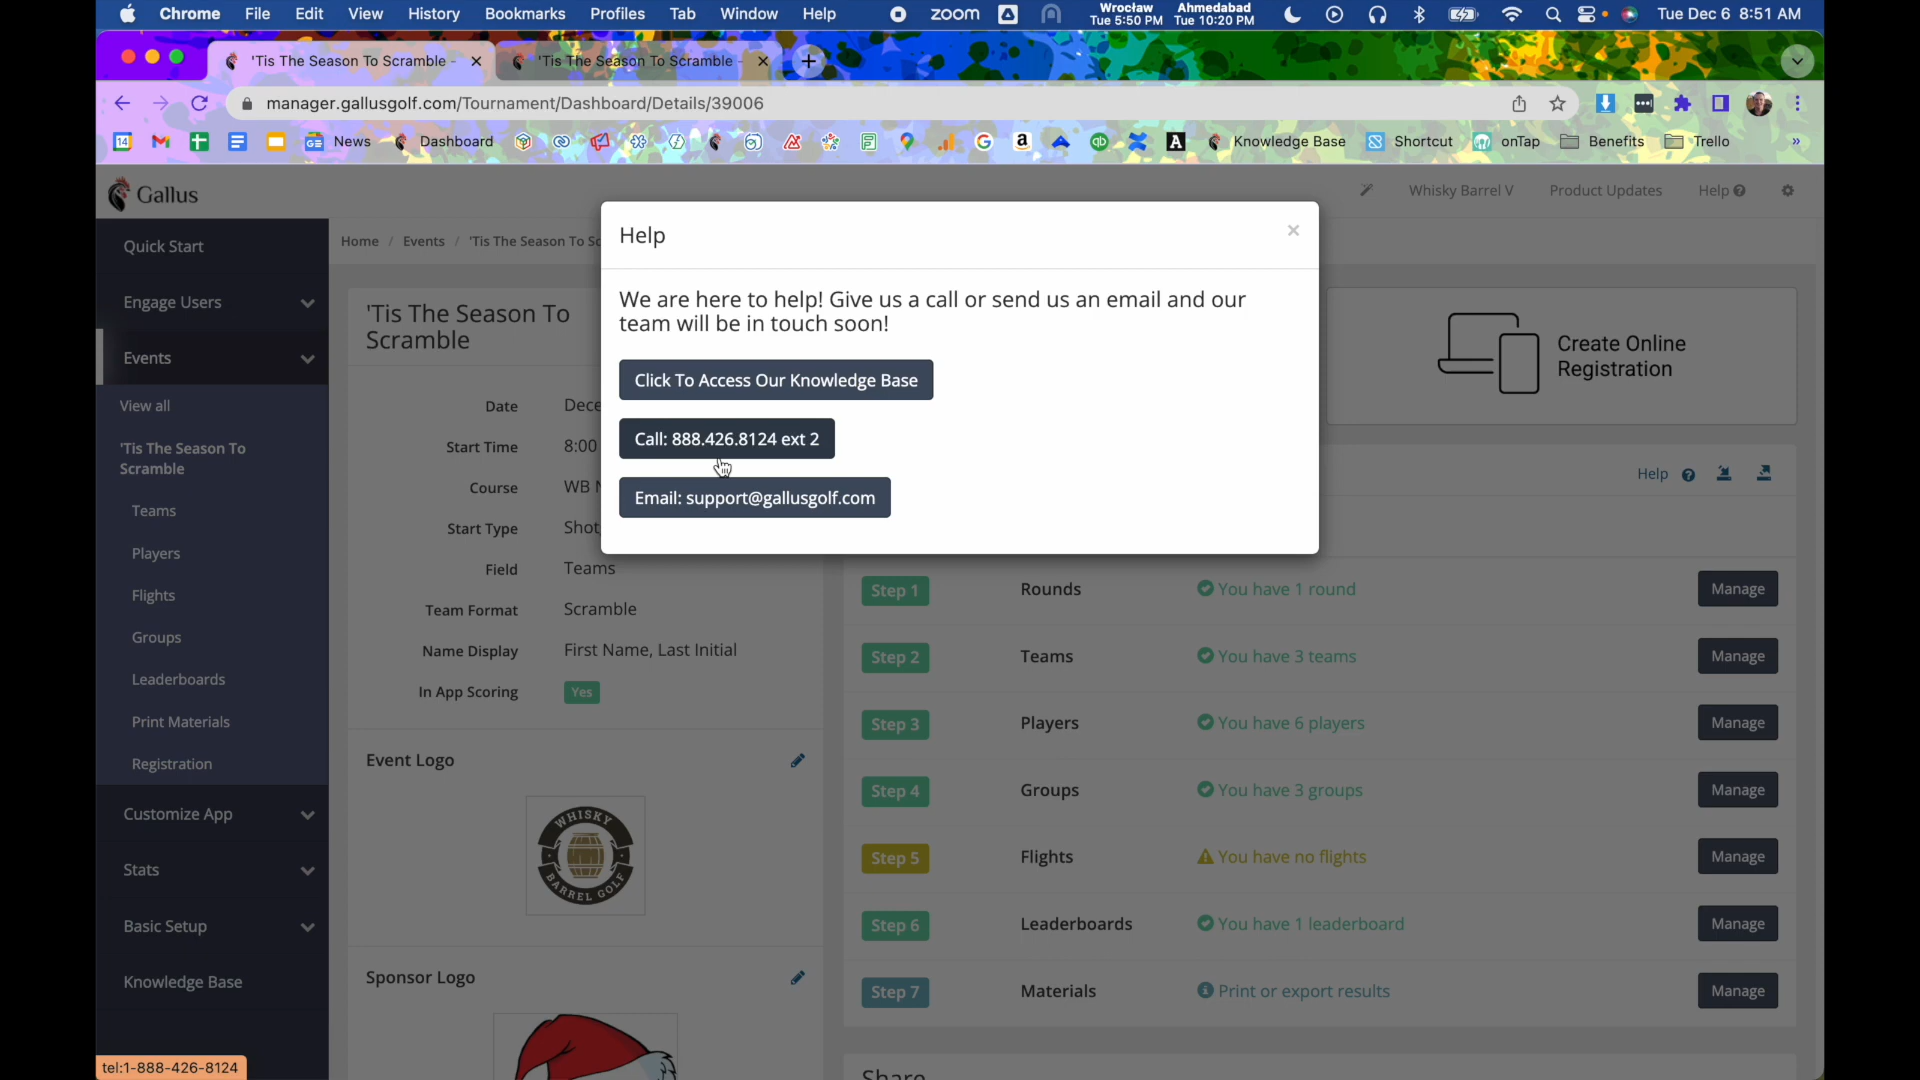 Chrome File Edit View History Bookmarks Profiles Tab Window Help zoom Wrocław Tue 5:50 PM Ahmedabad Tue 10:20 PM Tue Dec 6 8:51 AM
'Tis The Season To Scramble - 'Tis The Season To Scramble -
manager.gallusgolf.com/Tournament/Dashboard/Details/39006
14 News Dashboard Knowledge Base Shortcut onTap Benefits Trello »
Gallus Whisky Barrel V Product Updates Help
Quick Start
Engage Users
Events
View all
'Tis The Season To
Scramble
Teams
Players
Flights
Groups
Leaderboards
Print Materials
Registration
Customize App
Stats
Basic Setup
Knowledge Base
tel:1-888-426-8124
Home / Events / 'Tis The Season To Sc
'Tis The Season To
Scramble
Date Dece
Start Time 8:00
Course WB
Start Type Shot
Field Teams
Team Format Scramble
Name Display First Name, Last Initial
In App Scoring Yes
Event Logo
WHISKY
BARREL GOLF
Sponsor Logo
Help
We are here to help! Give us a call or send us an email and our
team will be in touch soon!
Click To Access Our Knowledge Base
Call: 888.426.8124 ext 2
Email: support@gallusgolf.com
Create Online
Registration
Help
Step 1 Rounds You have 1 round Manage
Step 2 Teams You have 3 teams Manage
Step 3 Players You have 6 players Manage
Step 4 Groups You have 3 groups Manage
Step 5 Flights You have no flights Manage
Step 6 Leaderboards You have 1 leaderboard Manage
Step 7 Materials Print or export results Manage
Share